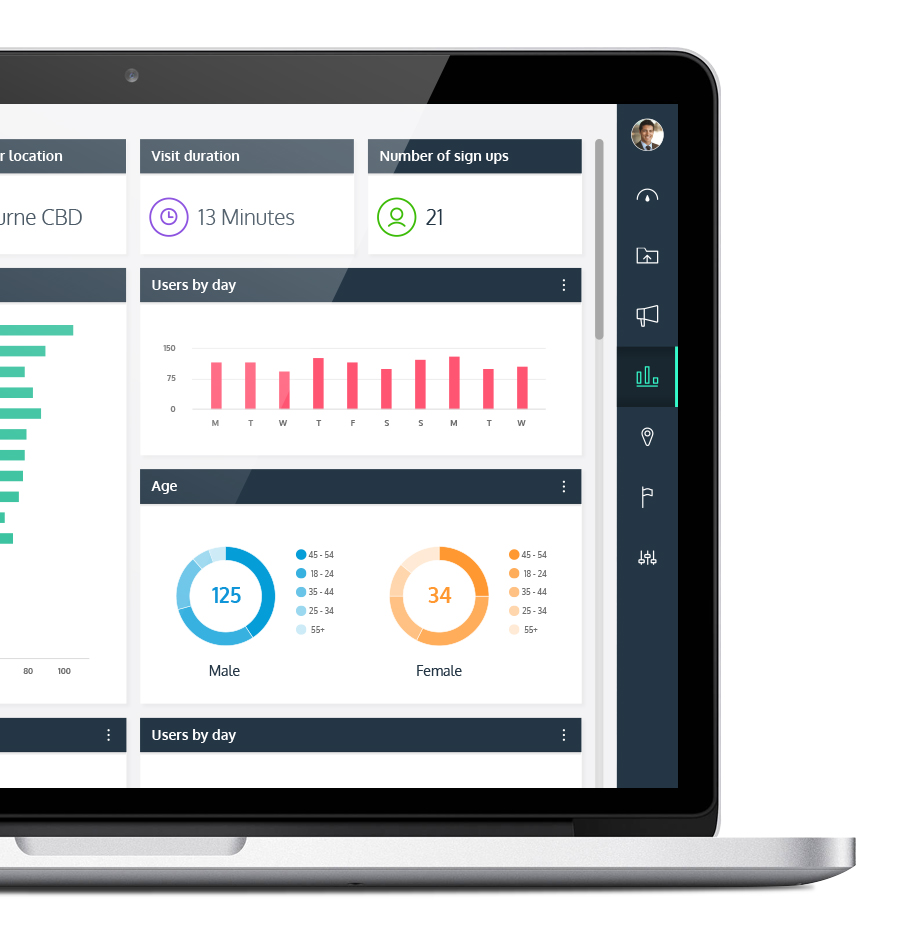 r location
Visit duration
Number of sign ups
urne CBD
13 Minutes
21
Users by day
150
75
0
M T W T F S S M T W
Age
125
45 - 54
18 - 24
35 - 44
25 - 34
55+
Male
34
45 - 54
18 - 24
35 - 44
25 - 34
55+
Female
80 100
Users by day